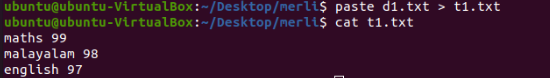 ubuntu@ubuntu-VirtualBox:~/Desktop/merli$ paste d1.txt > t1.txt
ubuntu@ubuntu-VirtualBox:~/Desktop/merli$ cat t1.txt
maths 99
malayalam 98
english 97